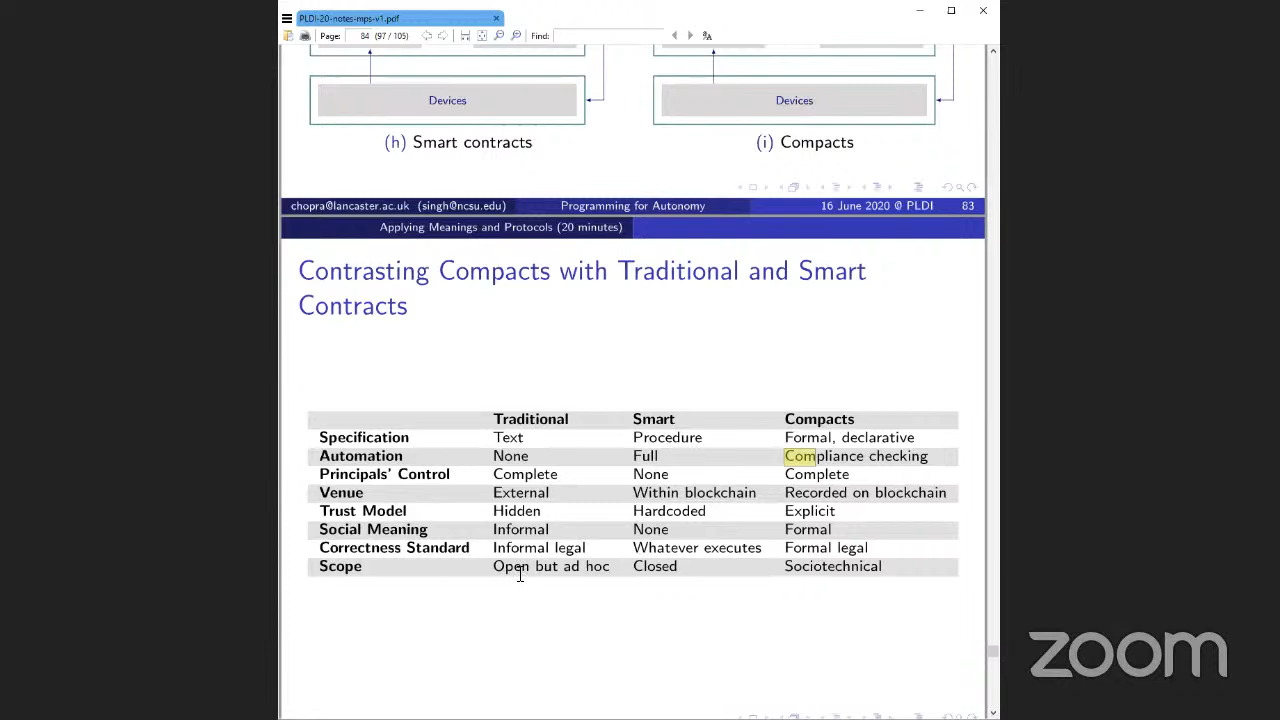 PLDI-20-notes-mps-v1.pdf
Page: 84 (97 / 105) Find:
Devices Devices
(h) Smart contracts (i) Compacts
chopra@lancaster.ac.uk (singh@ncsu.edu) Programming for Autonomy 16 June 2020 @ PLDI 83
Applying Meanings and Protocols (20 minutes)
Contrasting Compacts with Traditional and Smart
Contracts
Traditional Smart Compacts
Specification Text Procedure Formal, declarative
Automation None Full Compliance checking
Principals' Control Complete None Complete
Venue External Within blockchain Recorded on blockchain
Trust Model Hidden Hardcoded Explicit
Social Meaning Informal None Formal
Correctness Standard Informal legal Whatever executes Formal legal
Scope Open but ad hoc Closed Sociotechnical
zoom